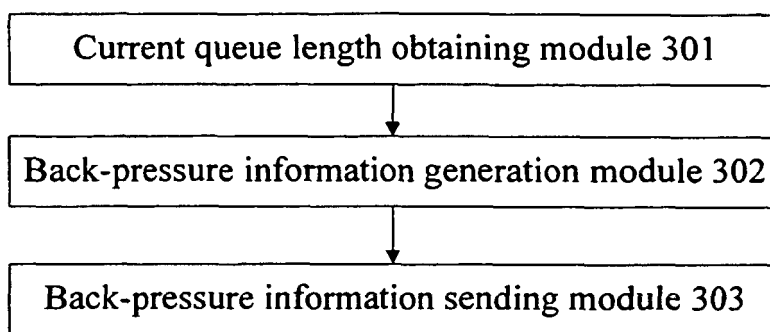 Current queue length obtaining module 301
Back-pressure information generation module 302
Back-pressure information sending module 303